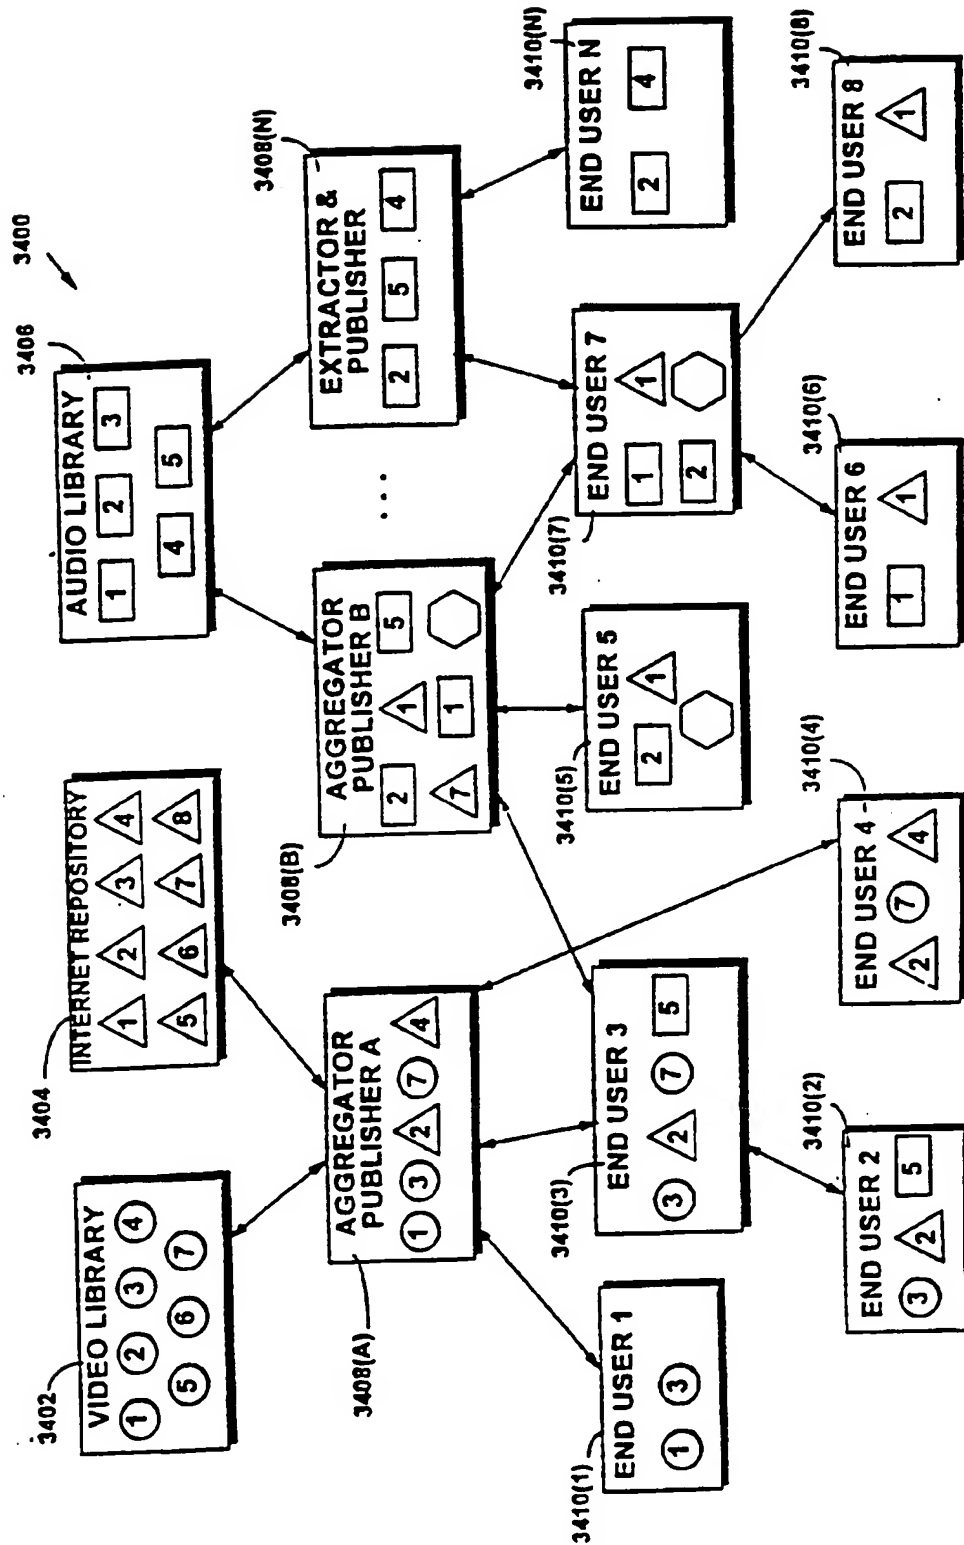 3400
3402
VIDEO LIBRARY
1 2 3 4
5 6 7
3404
INTERNET REPOSITORY
1 2 3 4
5 6 7 8
3406
AUDIO LIBRARY
1 2 3
4 5
3408(A)
AGGREGATOR
PUBLISHER A
1 3 2 7 4
3408(B)
AGGREGATOR
PUBLISHER B
2 1 5
7 1
...
3408(N)
EXTRACTOR &
PUBLISHER
2 5 4
3410(1)
END USER 1
1 3
3410(3)
END USER 3
3 2 7 5
3410(5)
END USER 5
2 1
3410(7)
END USER 7
1 1
2
3410(N)
END USER N
2 4
3410(2)
END USER 2
3 2 5
3410(4)
END USER 4
2 7 4
3410(6)
END USER 6
1 1
3410(8)
END USER 8
2 1